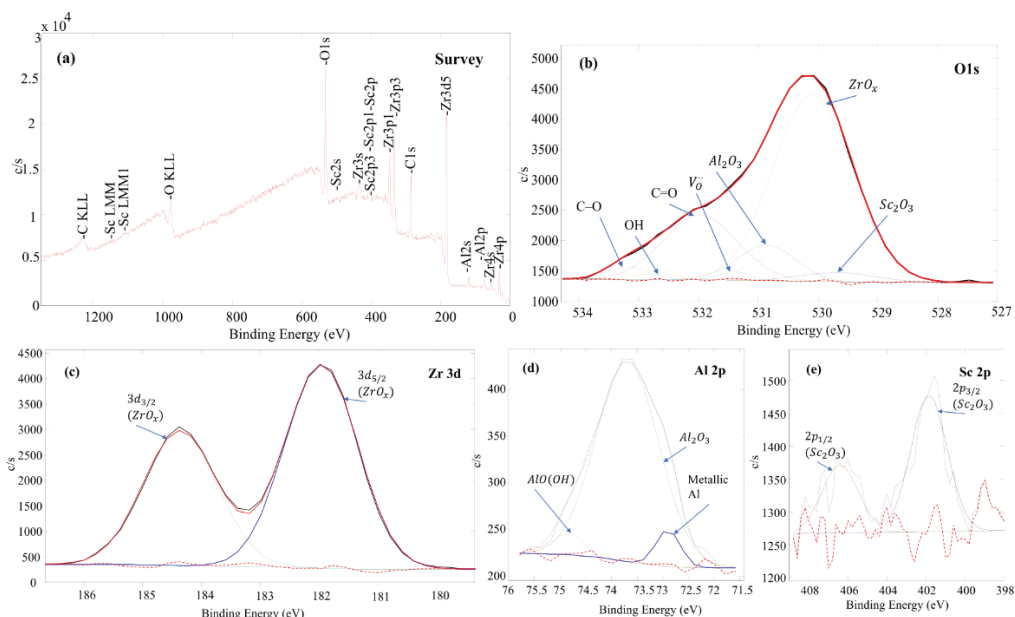 3 × 10^4
(a)
Survey
-O1s
2.5
2
1.5
1
0.5
0
c/s
-C KLL
-Sc LMM
-Sc LMM1
-O KLL
-Sc2s
-Zr3s
-Sc2p3 -Sc2p1-Sc2p
-Zr3p1
-Zr3p3
-C1s
-Zr3d5
-Al2s
-Al2p
-Zr4s
-Zr4p
1200 1000 800 600 400 200 0
Binding Energy (eV)
(b)
O1s
5000
4500
4000
3500
3000
2500
2000
1500
1000
c/s
ZrOₓ
Al₂O₃
V_Ö
C=O
C−O
OH
Sc₂O₃
534 533 532 531 530 529 528 527
Binding Energy (eV)
(c)
Zr 3d
4500
4000
3500
3000
2500
2000
1500
1000
500
0
c/s
3d₃/₂
(ZrOₓ)
3d₅/₂
(ZrOₓ)
186 185 184 183 182 181 180
Binding Energy (eV)
(d)
Al 2p
400
350
300
250
200
c/s
Al₂O₃
AlO(OH)
Metallic
Al
76 75.5 75 74.5 74 73.5 73 72.5 72 71.5
Binding Energy (eV)
(e)
Sc 2p
1500
1450
1400
1350
1300
1250
1200
c/s
2p₃/₂
(Sc₂O₃)
2p₁/₂
(Sc₂O₃)
408 406 404 402 400 398
Binding Energy (eV)